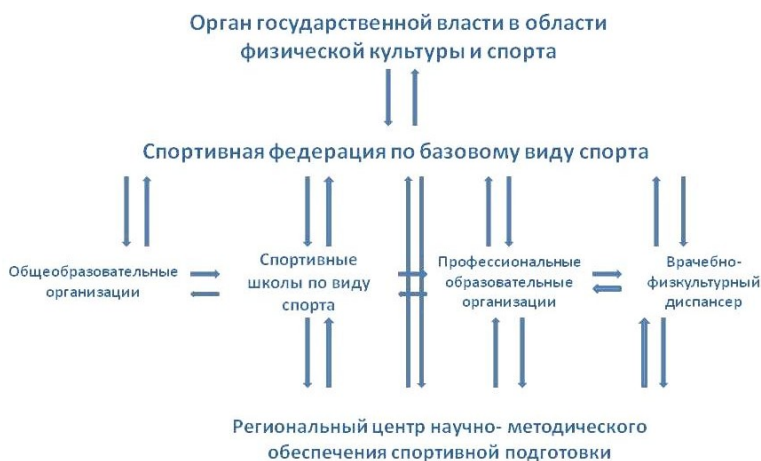 Орган государственной власти в области
физической культуры и спорта
Спортивная федерация по базовому виду спорта
Общеобразовательные
организации
Спортивные
школы по виду
спорта
Профессиональные
образовательные
организации
Врачебно-
физкультурный
диспансер
Региональный центр научно- методического
обеспечения спортивной подготовки